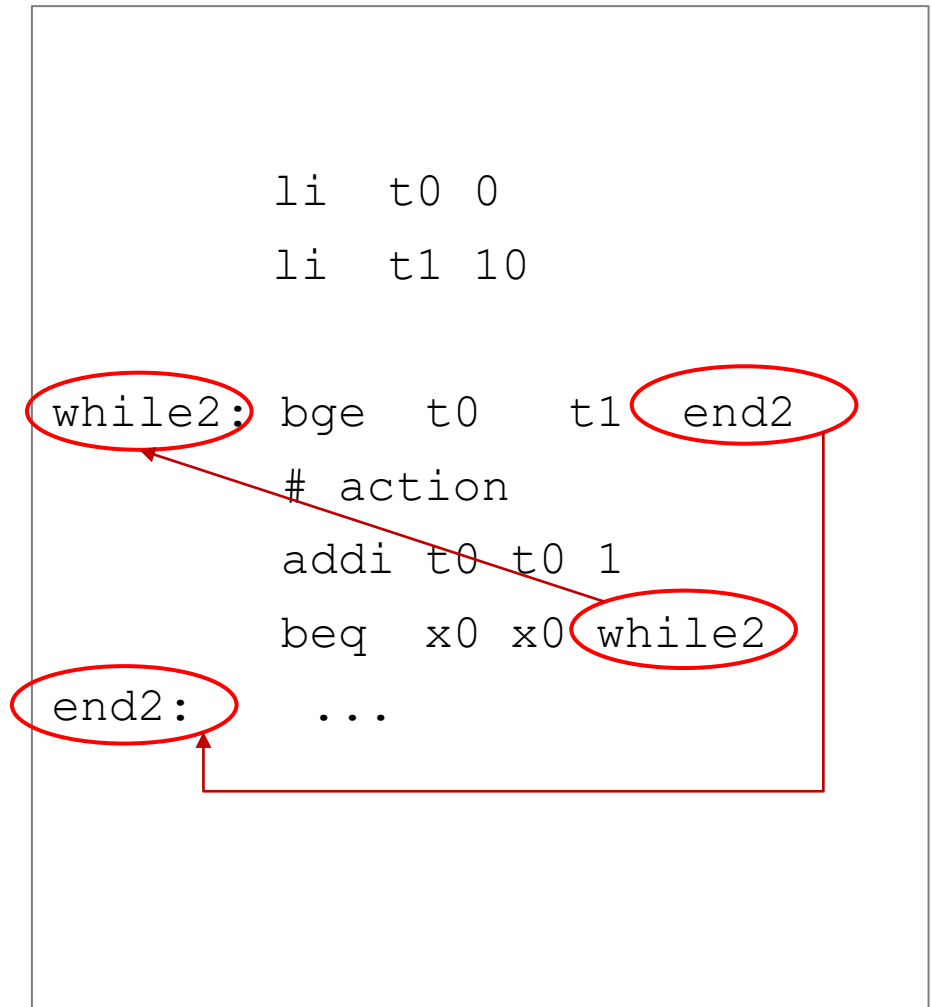 li t0 0
li t1 10
while2: bge t0 t1 end2
# action
addi t0 t0 1
beq x0 x0 while2
end2: ...